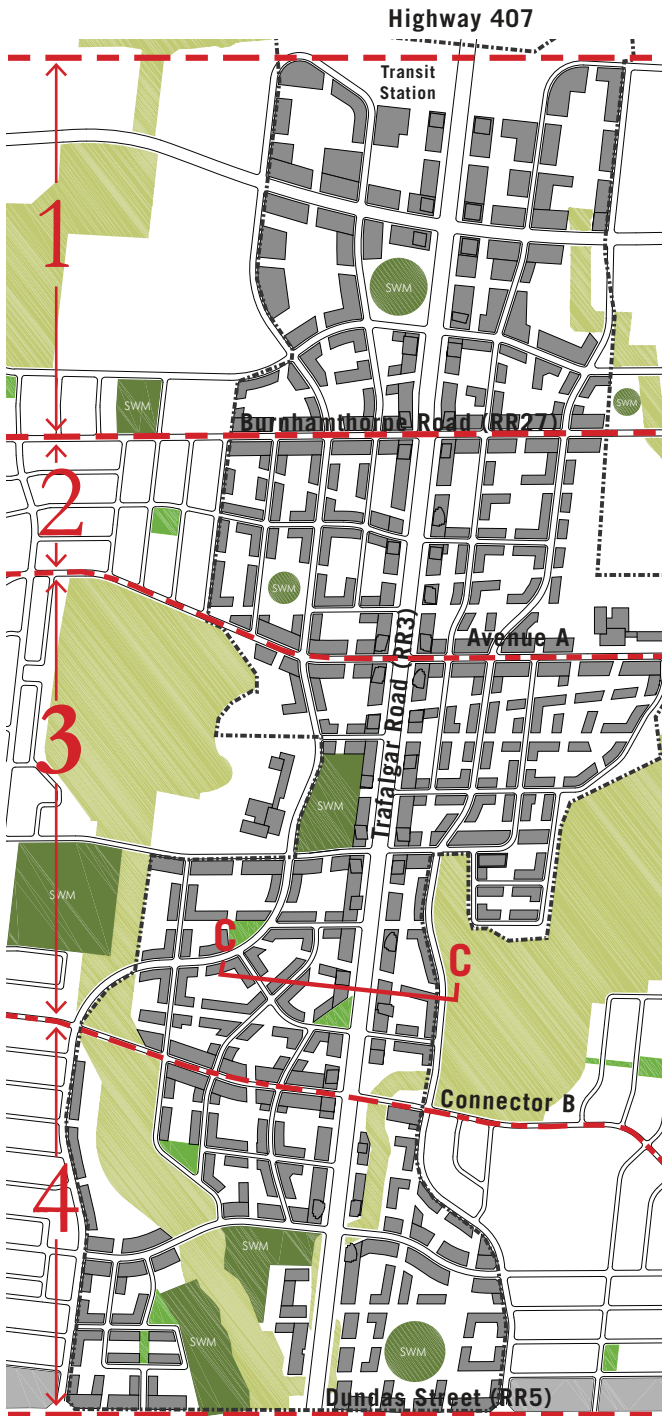 Highway 407
Transit
Station
1
SWM
SWM
SWM
Burnhamthorpe Road (RR27)
2
SWM
Trafalgar Road (RR3)
Avenue A
3
SWM
SWM
C
C
Connector B
4
SWM
SWM
SWM
Dundas Street (RR5)